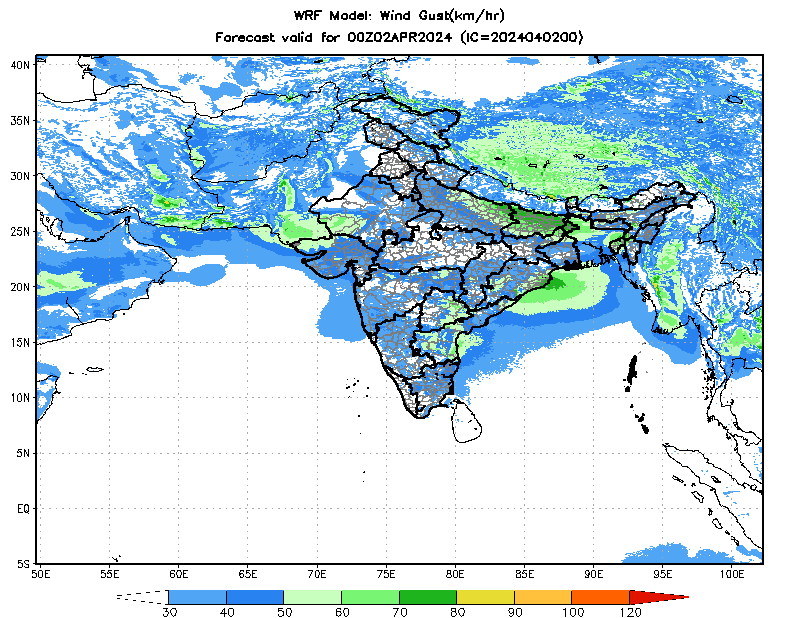 WRF Model: Wind Gust(km/hr)
Forecast valid for 00Z02APR2024 (IC=2024040200)
40N
35N
30N
25N
20N
15N
10N
5N
EQ
5S
50E 55E 60E 65E 70E 75E 80E 85E 90E 95E 100E
30 40 50 60 70 80 90 100 120